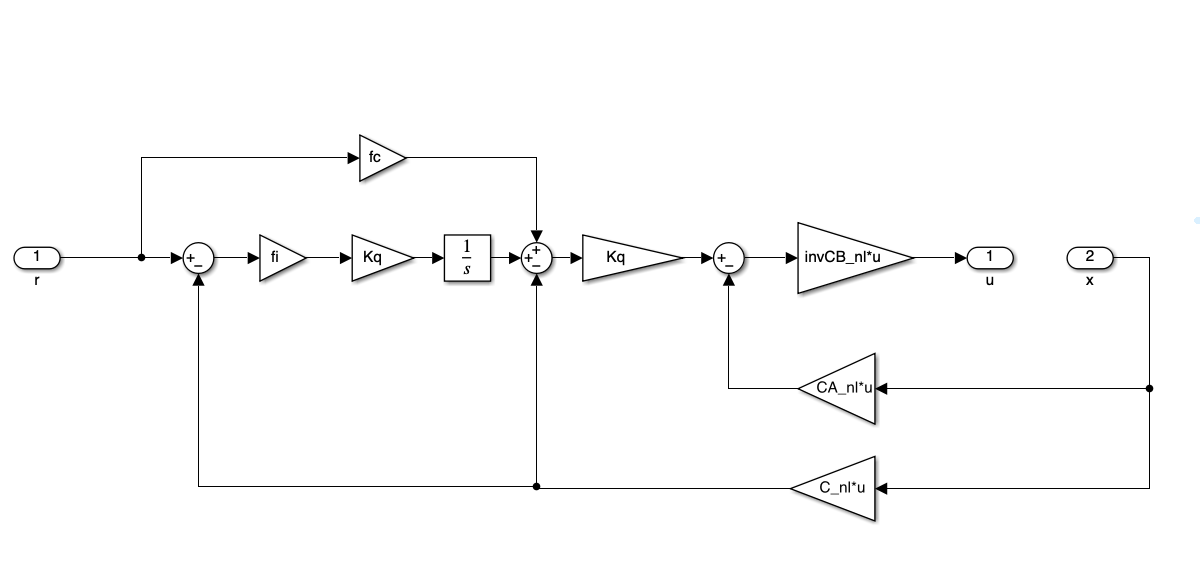 fc
1
r
+
−
fi
Kq
1
s
+
+
−
Kq
+
−
invCB_nl*u
1
u
2
x
CA_nl*u
C_nl*u